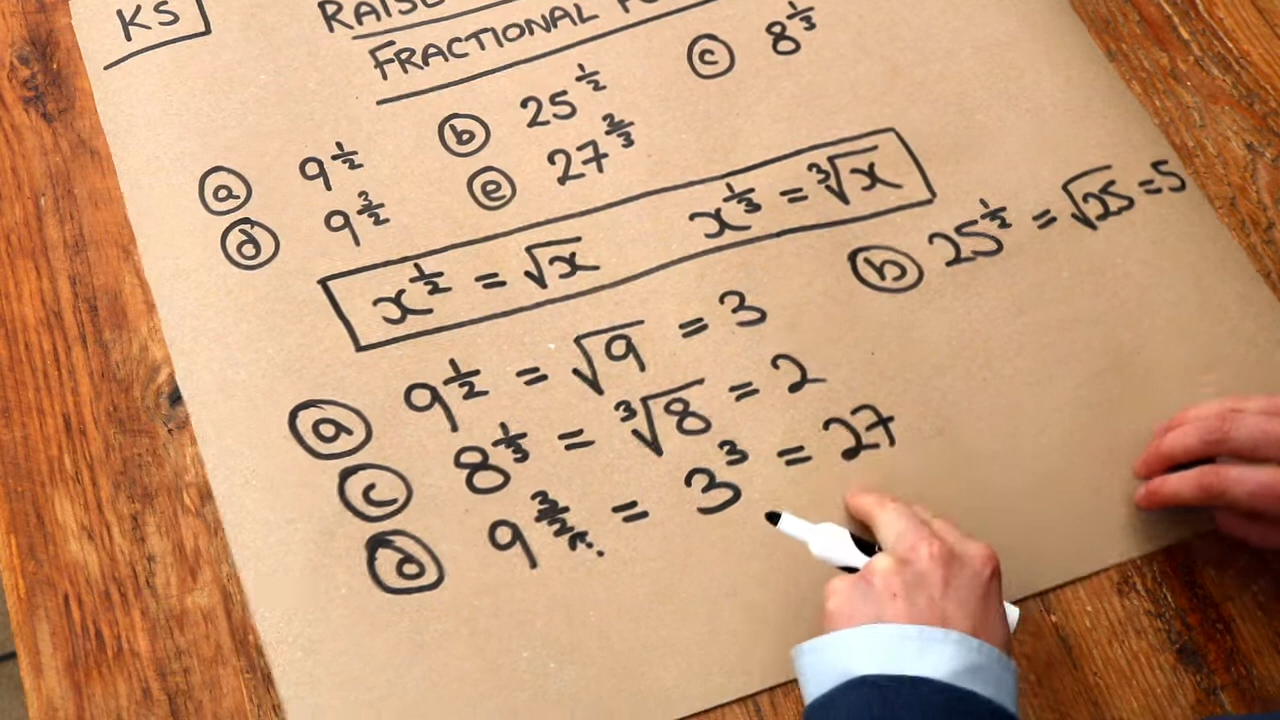 KS
RAISE
FRACTIONAL
ⓐ 9^½ ⓑ 25^½ ⓒ 8^⅓
ⓓ 9^(3/2) ⓔ 27^⅔
x^½ = √x x^⅓ = ∛x
ⓑ 25^½ = √25 = 5
ⓐ 9^½ = √9 = 3
ⓒ 8^⅓ = ∛8 = 2
ⓓ 9^(3/2) = 3³ = 27